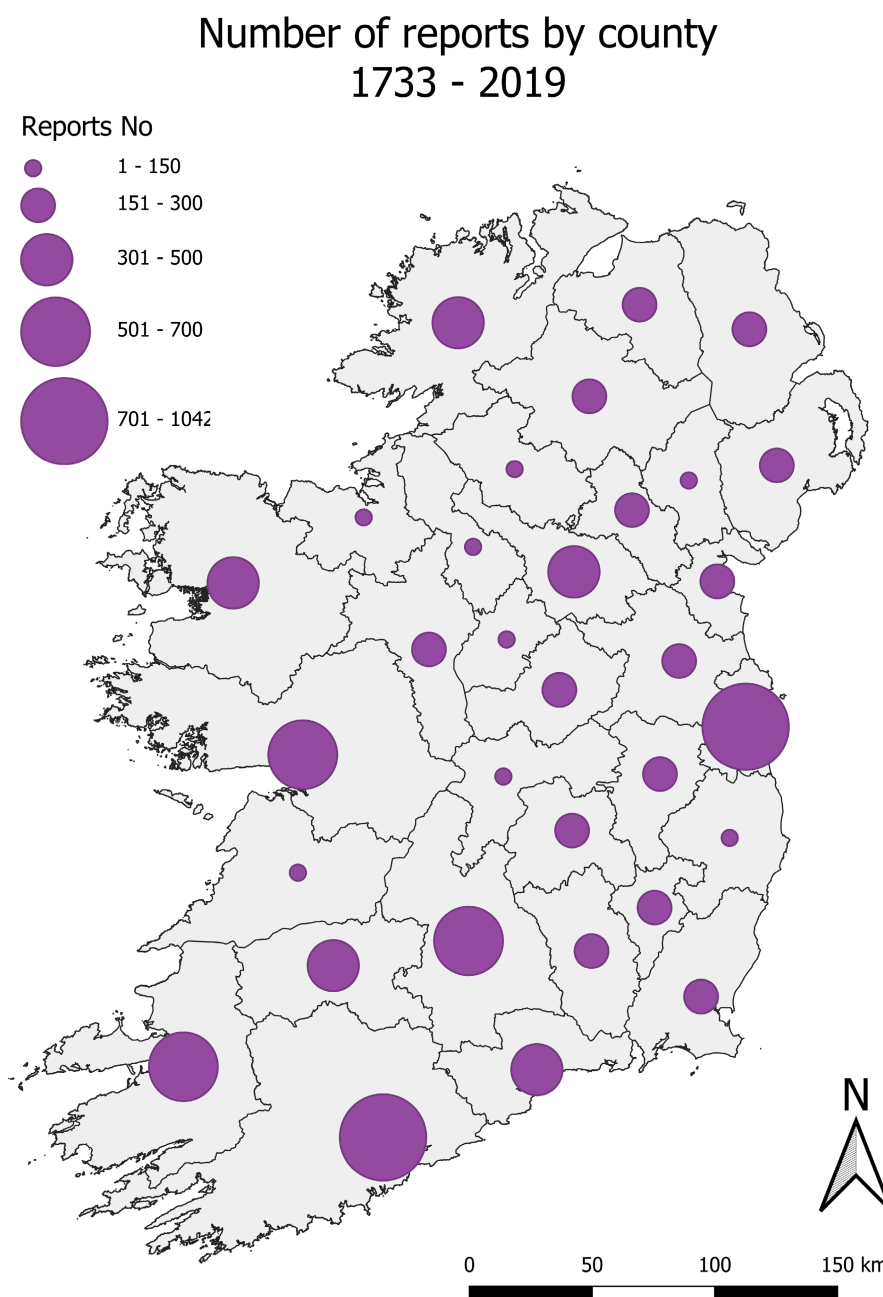 Number of reports by county
1733 - 2019
Reports No
1 - 150
151 - 300
301 - 500
501 - 700
701 - 1042
N
0 50 100 150 km